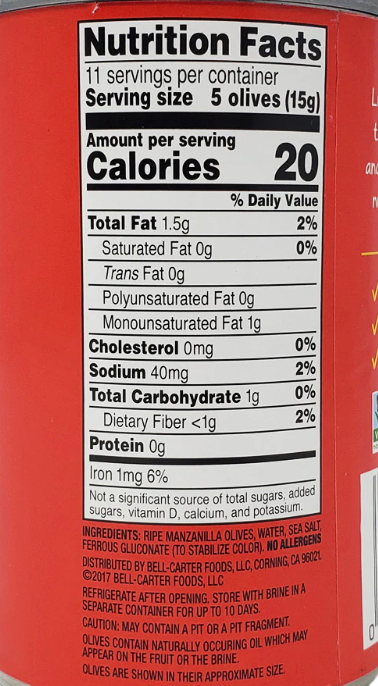 Nutrition Facts
11 servings per container
Serving size 5 olives (15g)
Amount per serving
Calories 20
% Daily Value
Total Fat 1.5g 2%
Saturated Fat 0g 0%
Trans Fat 0g
Polyunsaturated Fat 0g
Monounsaturated Fat 1g
Cholesterol 0mg 0%
Sodium 40mg 2%
Total Carbohydrate 1g 0%
Dietary Fiber <1g 2%
Protein 0g
Iron 1mg 6%
Not a significant source of total sugars, added
sugars, vitamin D, calcium, and potassium.
INGREDIENTS: RIPE MANZANILLA OLIVES, WATER, SEA SALT,
FERROUS GLUCONATE (TO STABILIZE COLOR). NO ALLERGENS
DISTRIBUTED BY BELL-CARTER FOODS, LLC, CORNING, CA 96021.
©2017 BELL-CARTER FOODS, LLC
REFRIGERATE AFTER OPENING. STORE WITH BRINE IN A
SEPARATE CONTAINER FOR UP TO 10 DAYS.
CAUTION: MAY CONTAIN A PIT OR A PIT FRAGMENT.
OLIVES CONTAIN NATURALLY OCCURING OIL WHICH MAY
APPEAR ON THE FRUIT OR THE BRINE.
OLIVES ARE SHOWN IN THEIR APPROXIMATE SIZE.